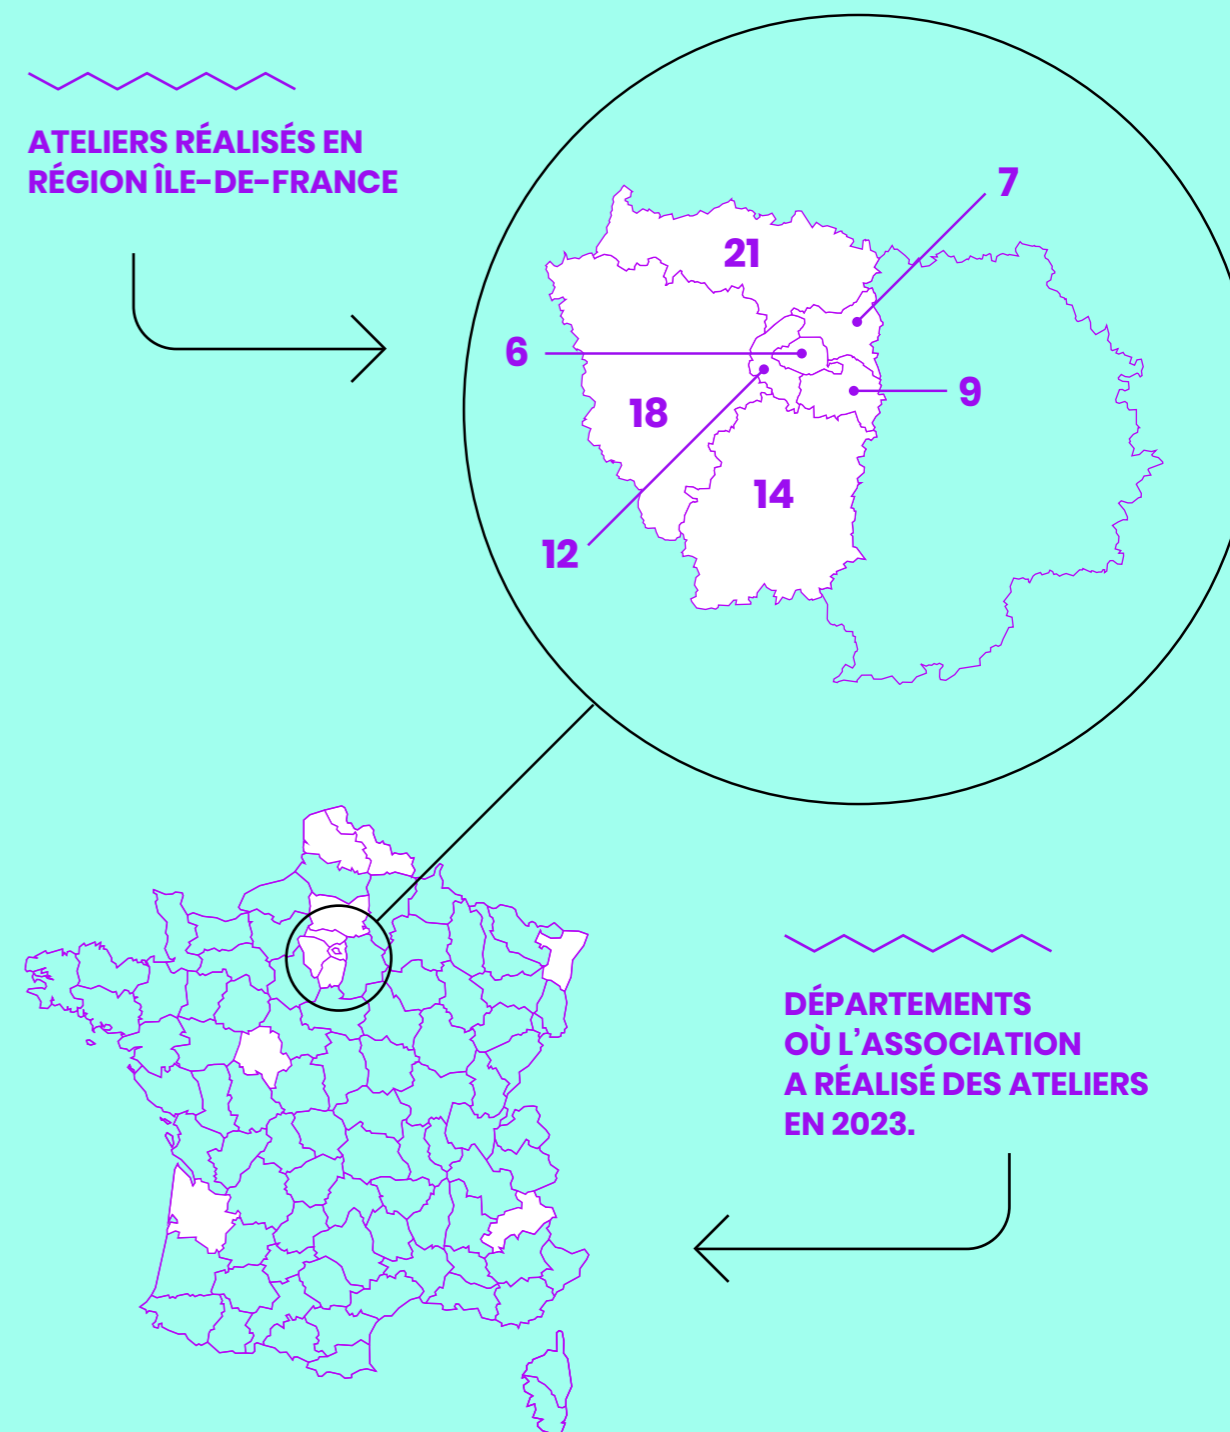 ATELIERS RÉALISÉS EN
RÉGION ÎLE-DE-FRANCE
7
21
6
9
18
14
12
DÉPARTEMENTS
OÙ L'ASSOCIATION
A RÉALISÉ DES ATELIERS
EN 2023.